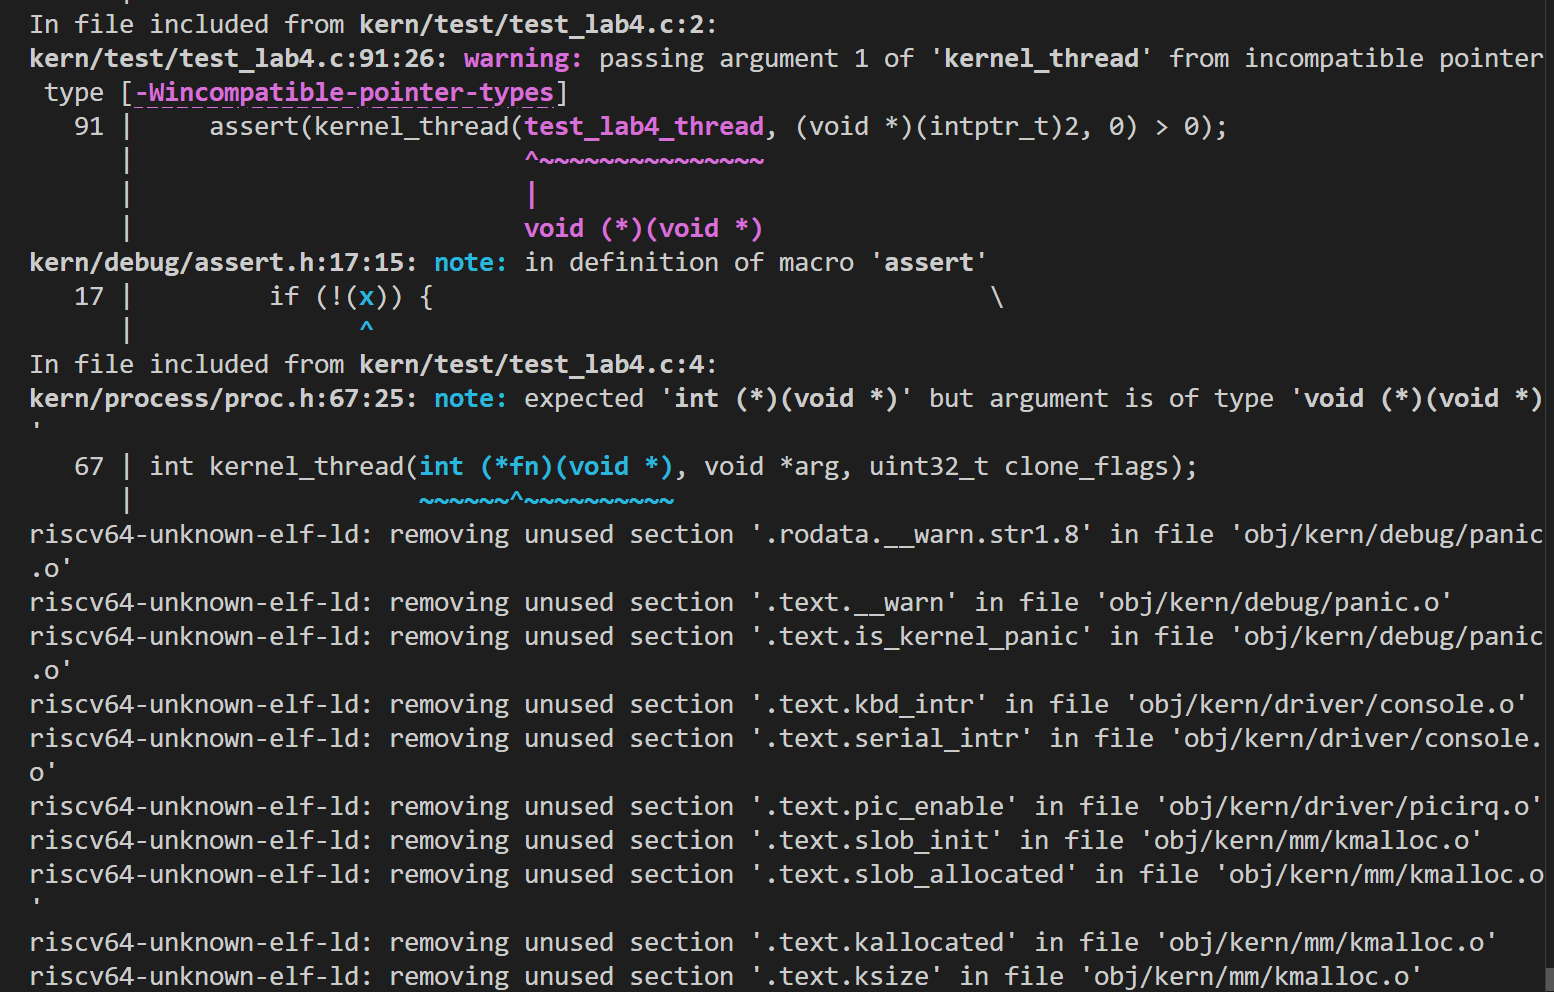 In file included from kern/test/test_lab4.c:2:
kern/test/test_lab4.c:91:26: warning: passing argument 1 of 'kernel_thread' from incompatible pointer
 type [-Wincompatible-pointer-types]
   91 |     assert(kernel_thread(test_lab4_thread, (void *)(intptr_t)2, 0) > 0);
      |                          ^~~~~~~~~~~~~~~~
      |                          |
      |                          void (*)(void *)
kern/debug/assert.h:17:15: note: in definition of macro 'assert'
   17 |         if (!(x)) {                                     \
      |               ^
In file included from kern/test/test_lab4.c:4:
kern/process/proc.h:67:25: note: expected 'int (*)(void *)' but argument is of type 'void (*)(void *)
'
   67 | int kernel_thread(int (*fn)(void *), void *arg, uint32_t clone_flags);
      |                   ~~~~~~^~~~~~~~~~~
riscv64-unknown-elf-ld: removing unused section '.rodata.__warn.str1.8' in file 'obj/kern/debug/panic
.o'
riscv64-unknown-elf-ld: removing unused section '.text.__warn' in file 'obj/kern/debug/panic.o'
riscv64-unknown-elf-ld: removing unused section '.text.is_kernel_panic' in file 'obj/kern/debug/panic
.o'
riscv64-unknown-elf-ld: removing unused section '.text.kbd_intr' in file 'obj/kern/driver/console.o'
riscv64-unknown-elf-ld: removing unused section '.text.serial_intr' in file 'obj/kern/driver/console.
o'
riscv64-unknown-elf-ld: removing unused section '.text.pic_enable' in file 'obj/kern/driver/picirq.o'
riscv64-unknown-elf-ld: removing unused section '.text.slob_init' in file 'obj/kern/mm/kmalloc.o'
riscv64-unknown-elf-ld: removing unused section '.text.slob_allocated' in file 'obj/kern/mm/kmalloc.o
'
riscv64-unknown-elf-ld: removing unused section '.text.kallocated' in file 'obj/kern/mm/kmalloc.o'
riscv64-unknown-elf-ld: removing unused section '.text.ksize' in file 'obj/kern/mm/kmalloc.o'